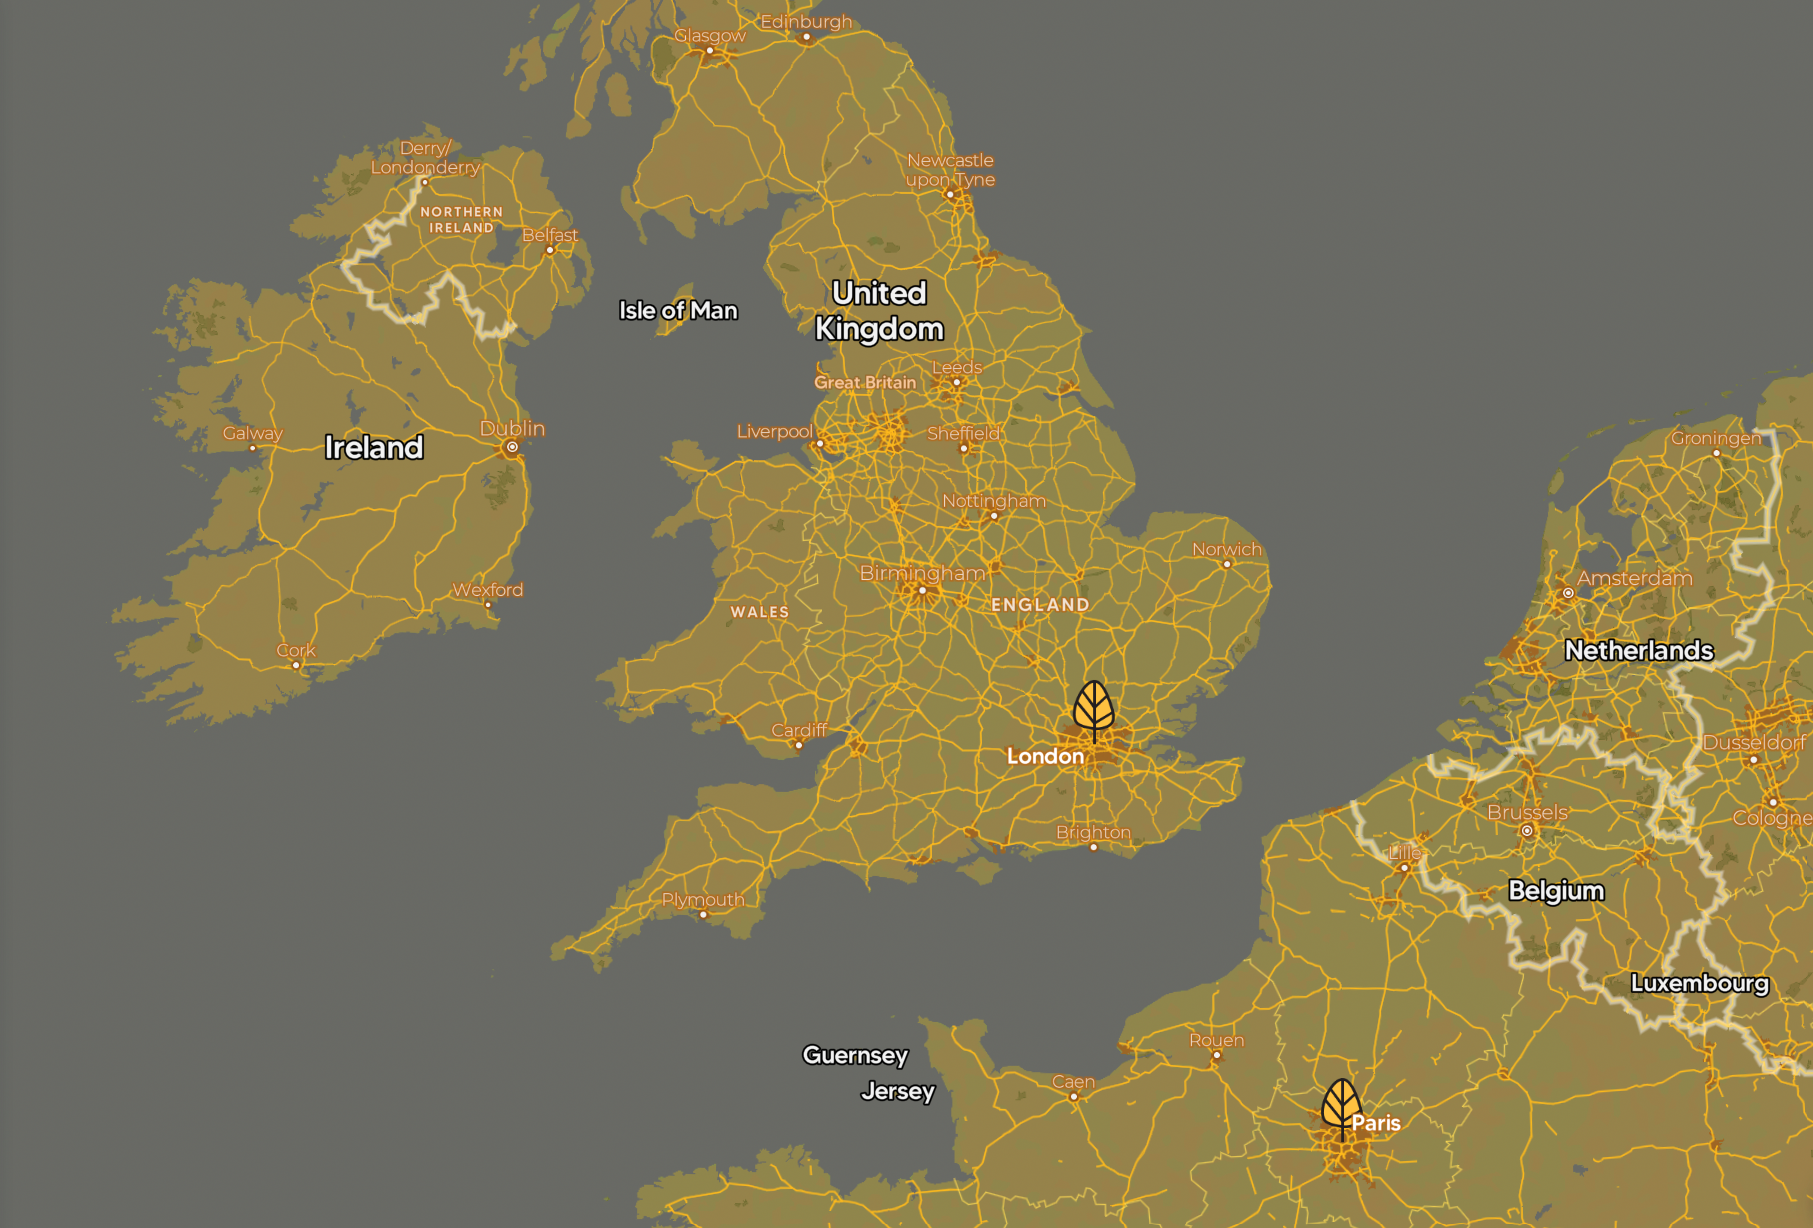 Edinburgh
Glasgow
Derry/
Londonderry
Newcastle
upon Tyne
NORTHERN
IRELAND
Belfast
United
Kingdom
Isle of Man
Leeds
Great Britain
Galway
Ireland
Dublin
Liverpool
Sheffield
Groningen
Nottingham
Norwich
Birmingham
Amsterdam
Wexford
WALES
ENGLAND
Cork
Netherlands
Cardiff
London
Dusseldorf
Brighton
Brussels
Cologne
Lille
Belgium
Plymouth
Luxembourg
Guernsey
Rouen
Jersey
Caen
Paris